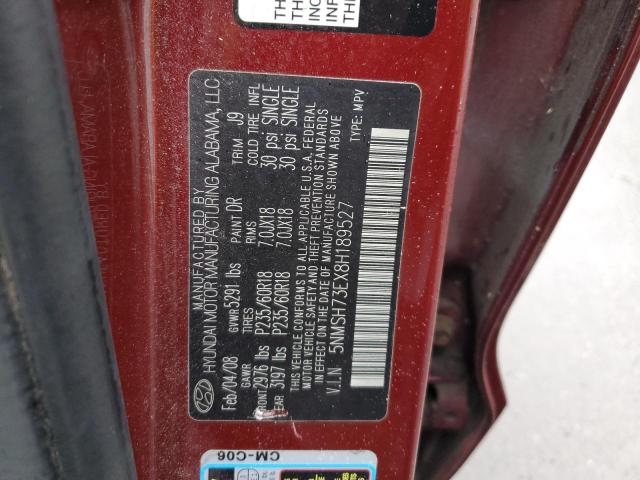 MANUFACTURED BY
HYUNDAI MOTOR MANUFACTURING ALABAMA, LLC
Feb/04/08 GVWR 5291 lbs PAINT DR TRIM J9
GAWR TIRES RIMS COLD TIRE INFL
FRONT 2976 lbs P235/60R18 7.0JX18 30 psi SINGLE
REAR 3197 lbs P235/60R18 7.0JX18 30 psi SINGLE
THIS VEHICLE CONFORMS TO ALL APPLICABLE U.S.A. FEDERAL
MOTOR VEHICLE SAFETY AND THEFT PREVENTION STANDARDS
IN EFFECT ON THE DATE OF MANUFACTURE SHOWN ABOVE
V.I.N 5NMSH73EX8H189527 TYPE: MPV
CM-C06